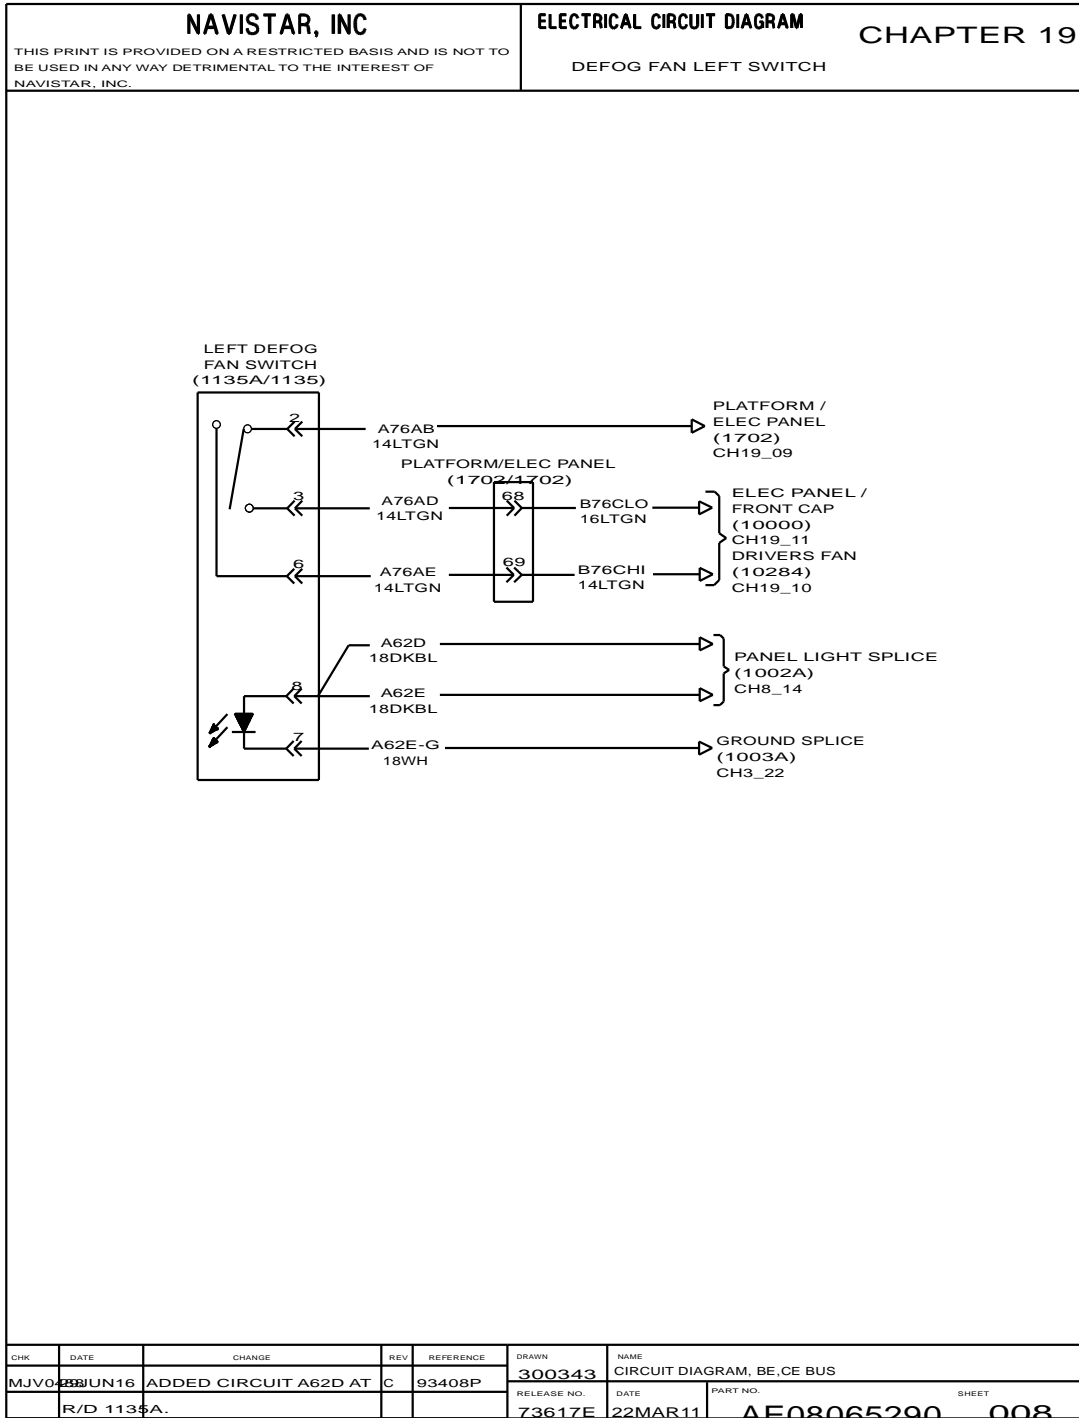 NAVISTAR, INC
THIS PRINT IS PROVIDED ON A RESTRICTED BASIS AND IS NOT TO
BE USED IN ANY WAY DETRIMENTAL TO THE INTEREST OF
NAVISTAR, INC.
ELECTRICAL CIRCUIT DIAGRAM
DEFOG FAN LEFT SWITCH
CHAPTER 19
LEFT DEFOG
FAN SWITCH
(1135A/1135)
2
A76AB
14LTGN
PLATFORM /
ELEC PANEL
(1702)
CH19_09
PLATFORM/ELEC PANEL
(1702/1702)
3
A76AD
14LTGN
68
B76CLO
16LTGN
ELEC PANEL /
FRONT CAP
(10000)
CH19_11
DRIVERS FAN
(10284)
CH19_10
6
A76AE
14LTGN
69
B76CHI
14LTGN
A62D
18DKBL
8
A62E
18DKBL
PANEL LIGHT SPLICE
(1002A)
CH8_14
7
A62E-G
18WH
GROUND SPLICE
(1003A)
CH3_22
CHK
DATE
CHANGE
REV
REFERENCE
JUN16
ADDED CIRCUIT A62D AT
C
93408P
R/D 1135A.
DRAWN
300343
NAME
CIRCUIT DIAGRAM, BE,CE BUS
RELEASE NO.
73617E
DATE
22MAR11
PART NO.
AE08065290
SHEET
008